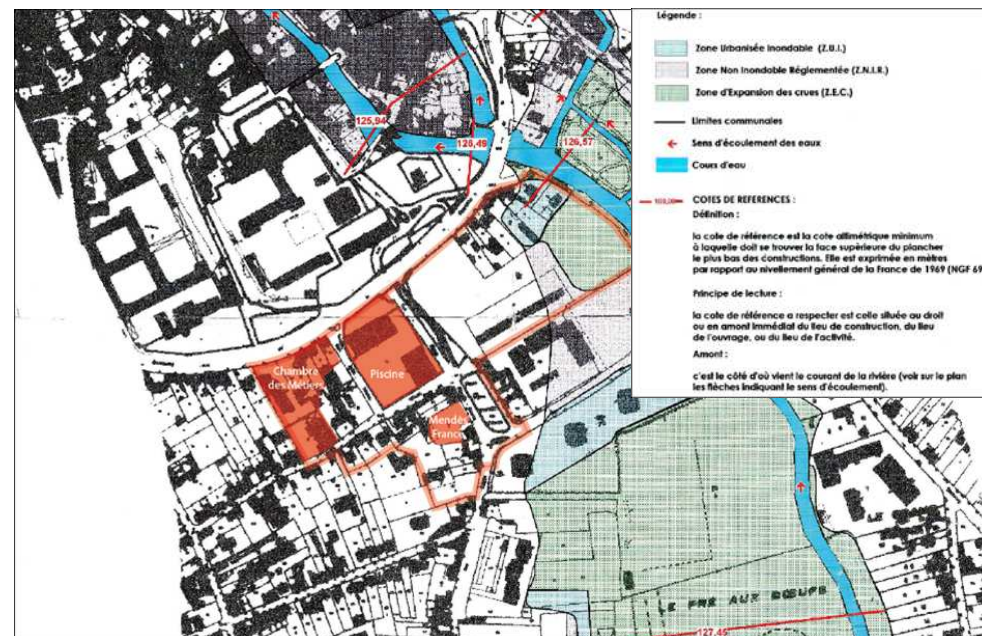 Légende :
Zone Urbanisée Inondable (Z.U.I.)
Zone Non Inondable Réglementée (Z.N.I.R.)
Zone d'Expansion des crues (Z.E.C.)
Limites communales
Sens d'écoulement des eaux
Cours d'eau
COTES DE REFERENCES :
Définition :
la cote de référence est la cote altimétrique minimum
à laquelle doit se trouver la face supérieure du plancher
le plus bas des constructions. Elle est exprimée en mètres
par rapport au nivellement général de la France de 1969 (NGF 69
Principe de lecture :
la cote de référence a respecter est celle située au droit
ou en amont immédiat du lieu de construction, du lieu
de l'ouvrage, ou du lieu de l'activité.
Amont :
c'est le côté d'où vient le courant de la rivière (voir sur le plan
les flèches indiquant le sens d'écoulement).
125,94
126,49
126,57
Chambre
des Métiers
Piscine
Mendès
France
LE PRE AUX BŒUFS
127,45